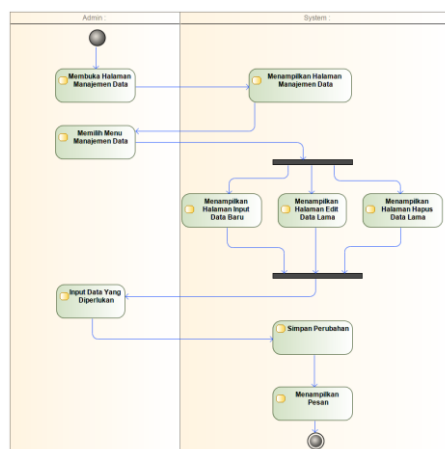 Admin :
System :
Membuka Halaman
Manajemen Data
Menampilkan Halaman
Manajemen Data
Memilih Menu
Manajemen Data
Menampilkan
Halaman Input
Data Baru
Menampilkan
Halaman Edit
Data Lama
Menampilkan
Halaman Hapus
Data Lama
Input Data Yang
Diperlukan
Simpan Perubahan
Menampilkan
Pesan